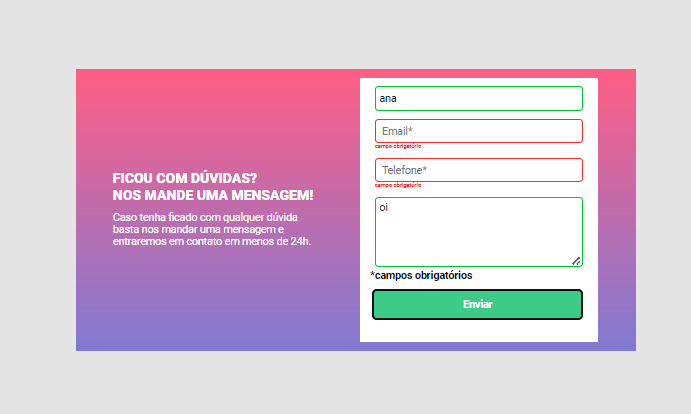 FICOU COM DÚVIDAS?
NOS MANDE UMA MENSAGEM!
Caso tenha ficado com qualquer dúvida
basta nos mandar uma mensagem e
entraremos em contato em menos de 24h.
ana
Email*
campo obrigatório
Telefone*
campo obrigatório
oi
*campos obrigatórios
Enviar